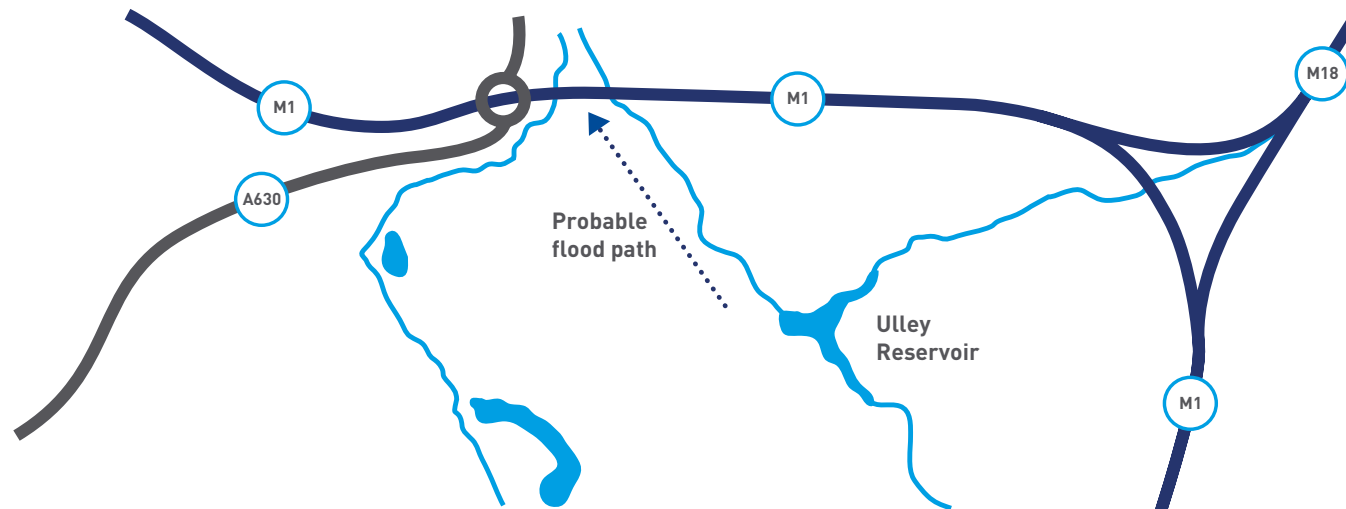 M18
M1
M1
A630
Probable
flood path
Ulley
Reservoir
M1